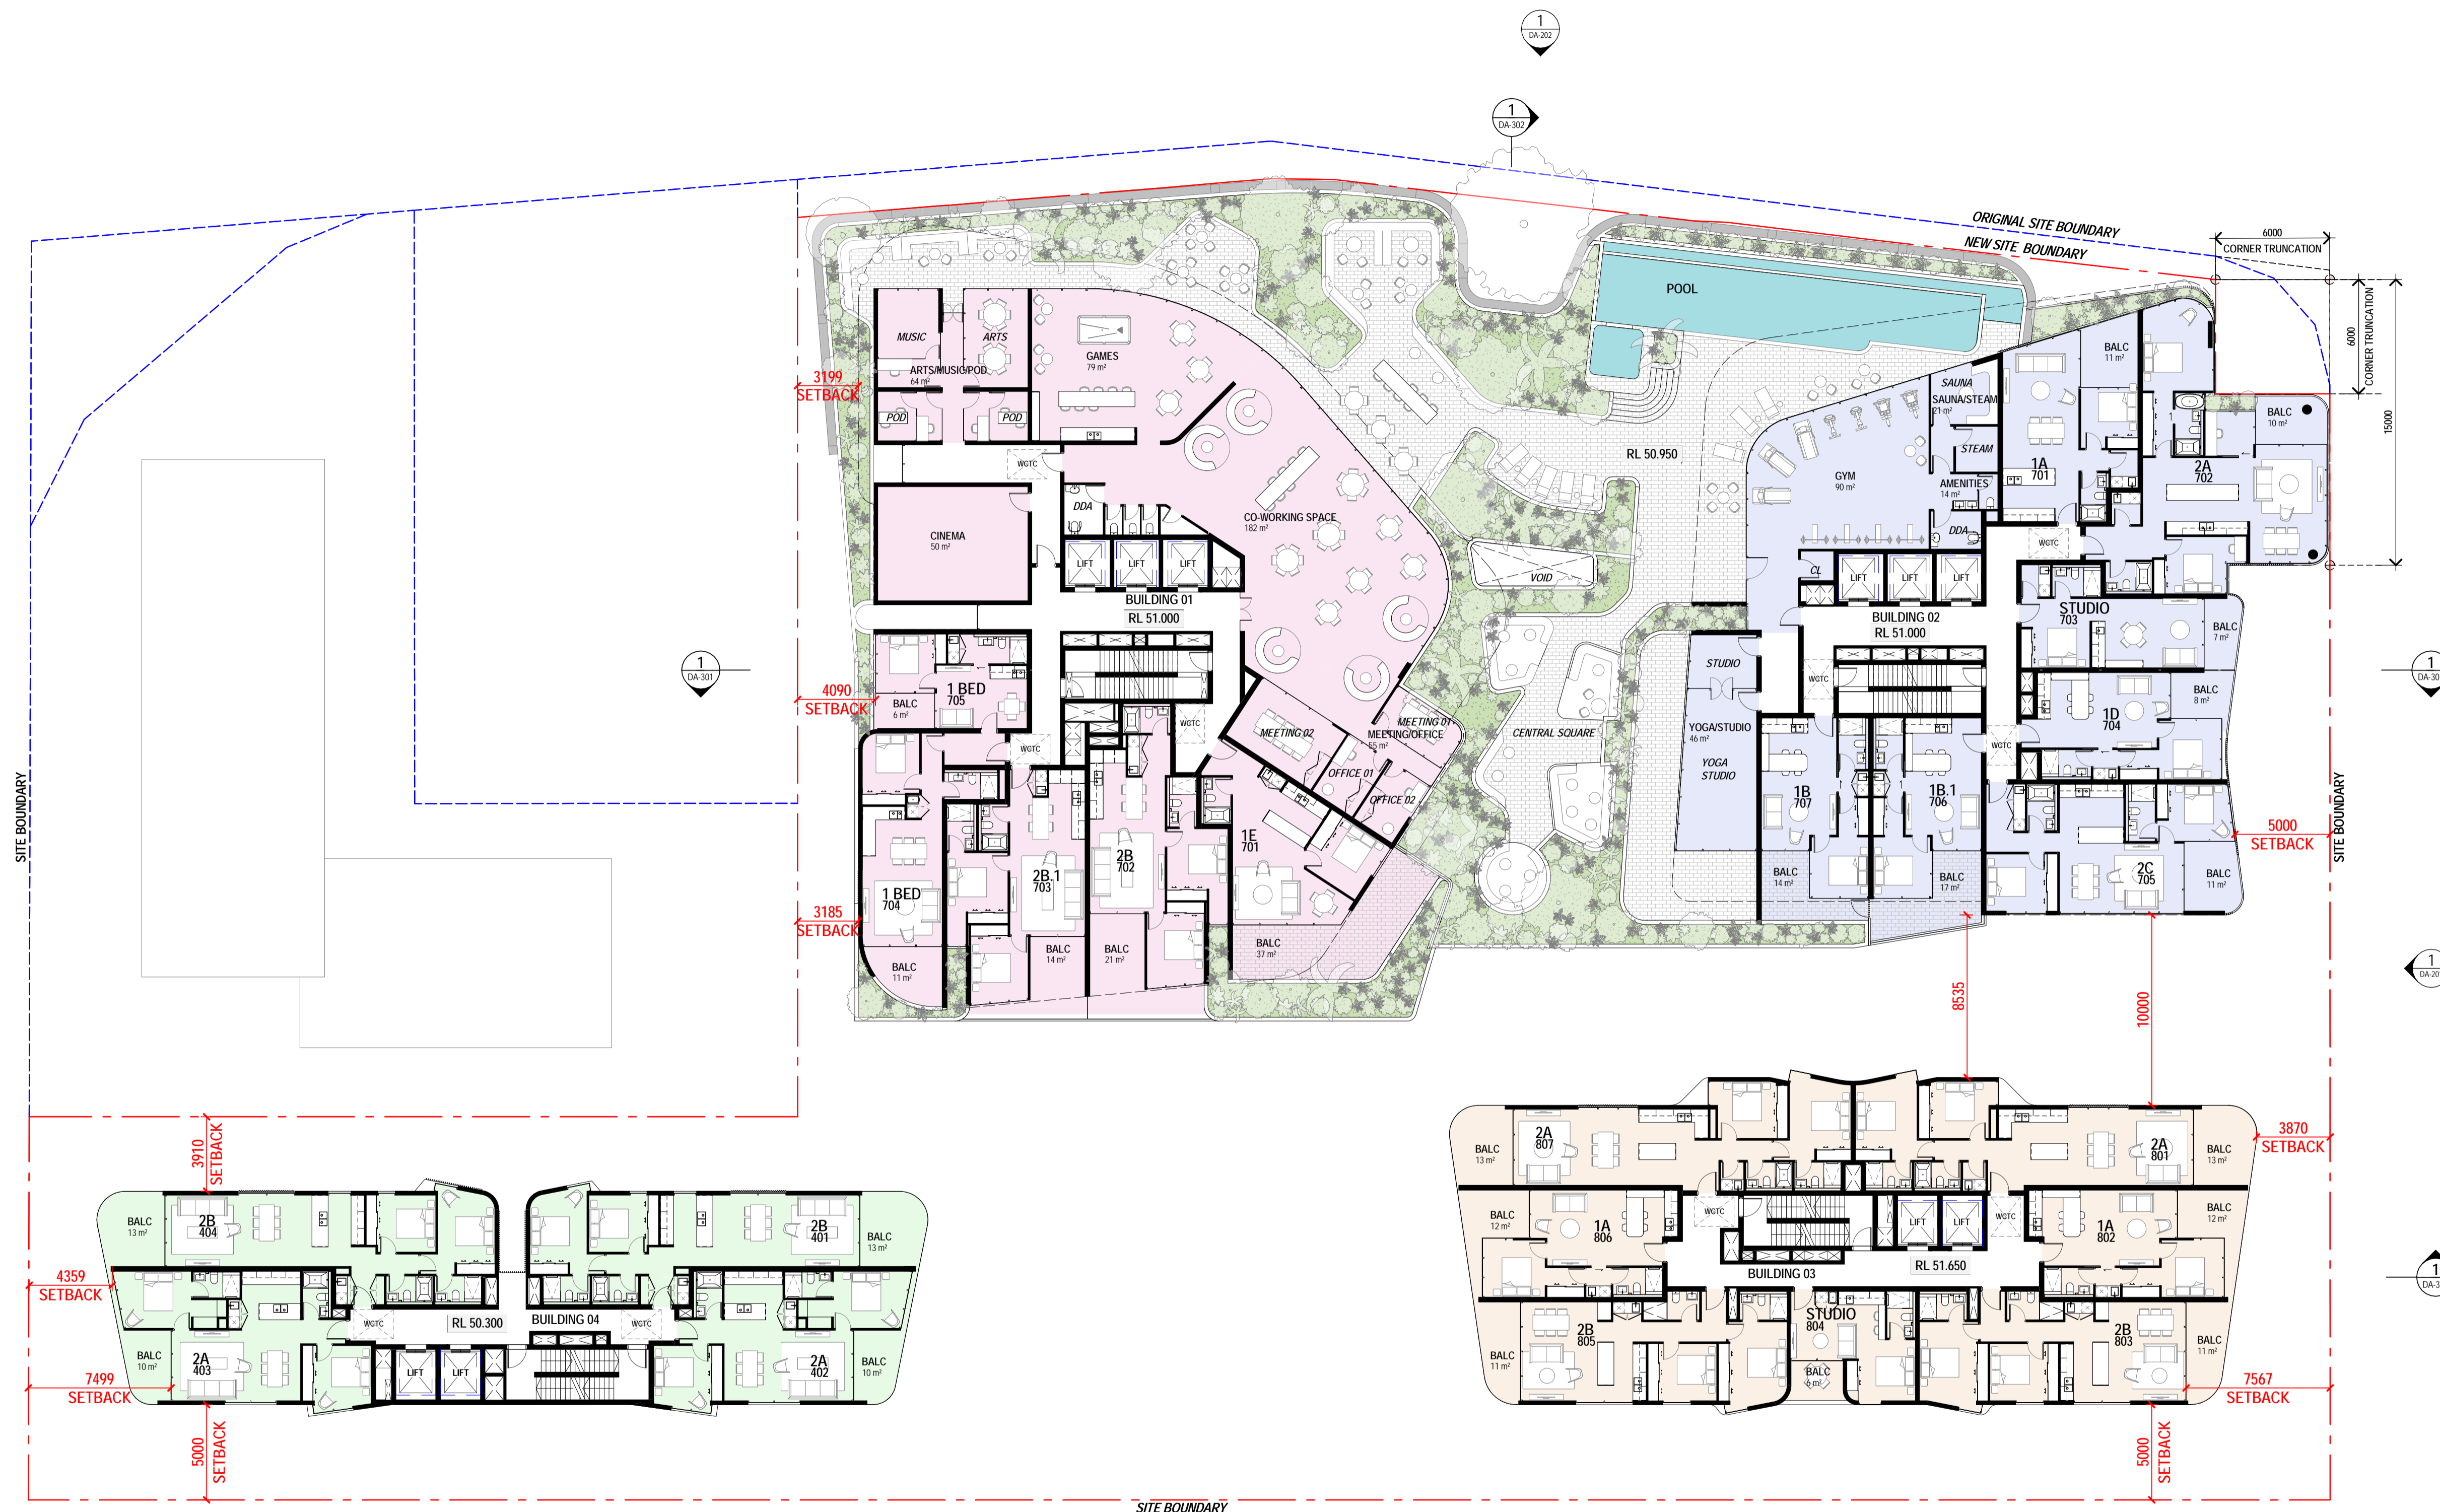 1
DA-202
1
DA-302
ORIGINAL SITE BOUNDARY
NEW SITE BOUNDARY
6000
CORNER TRUNCATION
6000
CORNER TRUNCATION
15000
POOL
MUSIC
ARTS
ARTS/MUSIC/POD
64 m²
GAMES
79 m²
POD
POD
3199
SETBACK
WGTC
CINEMA
50 m²
DDA
LIFT
LIFT
LIFT
CO-WORKING SPACE
182 m²
BUILDING 01
RL 51.000
RL 50.950
VOID
CENTRAL SQUARE
SAUNA
SAUNA/STEAM
21 m²
STEAM
GYM
90 m²
AMENITIES
14 m²
DDA
CL
LIFT
LIFT
LIFT
BUILDING 02
RL 51.000
WGTC
1A
701
BALC
11 m²
2A
702
BALC
10 m²
STUDIO
703
BALC
7 m²
1D
704
BALC
8 m²
WGTC
WGTC
2C
705
BALC
11 m²
1B.1
706
BALC
17 m²
1B
707
BALC
14 m²
STUDIO
YOGA/STUDIO
46 m²
YOGA
STUDIO
5000
SETBACK
SITE BOUNDARY
1
1
DA-301
4090
SETBACK
1 BED
705
BALC
6 m²
WGTC
WGTC
MEETING 02
MEETING 01
MEETING/OFFICE
55 m²
OFFICE 01
OFFICE 02
1E
701
BALC
37 m²
2B
702
BALC
21 m²
2B.1
703
BALC
14 m²
1 BED
704
BALC
11 m²
3185
SETBACK
SITE BOUNDARY
8535
10000
1
3910
SETBACK
2B
404
BALC
13 m²
2B
401
BALC
13 m²
4359
SETBACK
7499
SETBACK
BALC
10 m²
2A
403
WGTC
RL 50.300
BUILDING 04
WGTC
LIFT
LIFT
2A
402
BALC
10 m²
5000
SETBACK
2A
807
BALC
13 m²
2A
801
BALC
13 m²
3870
SETBACK
BALC
12 m²
1A
806
WGTC
LIFT
LIFT
WGTC
1A
802
BALC
12 m²
BUILDING 03
RL 51.650
1
2B
805
BALC
11 m²
STUDIO
804
BALC
6 m²
2B
803
BALC
11 m²
7567
SETBACK
5000
SETBACK
SITE BOUNDARY